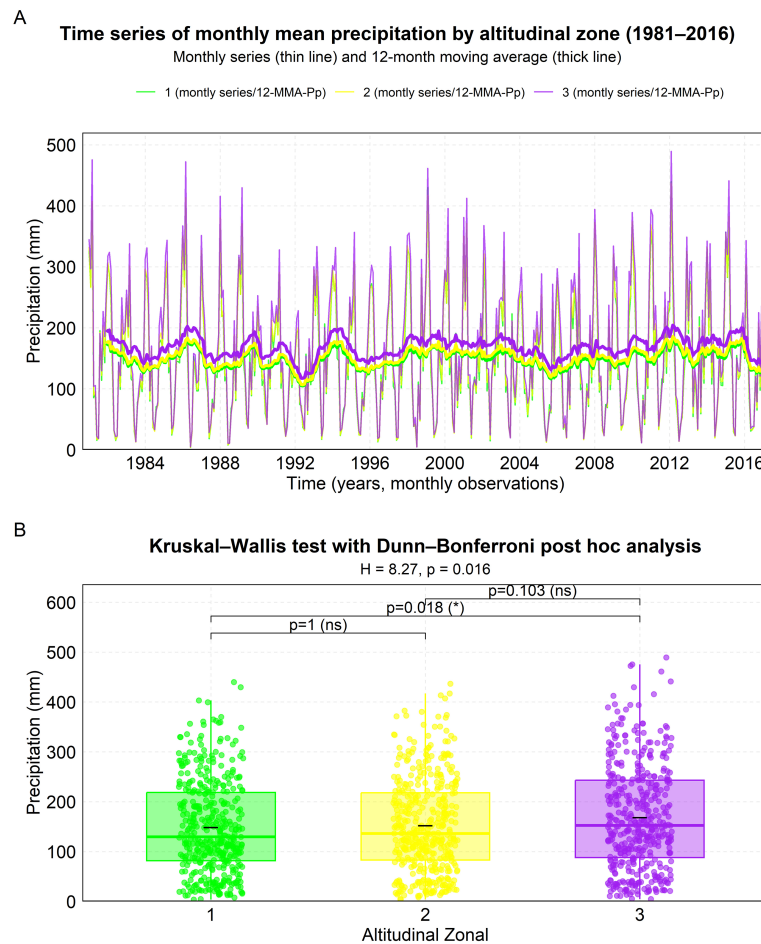 A
Time series of monthly mean precipitation by altitudinal zone (1981–2016)
Monthly series (thin line) and 12-month moving average (thick line)
1 (montly series/12-MMA-Pp) 2 (montly series/12-MMA-Pp) 3 (montly series/12-MMA-Pp)
Precipitation (mm)
500
400
300
200
100
0
1984 1988 1992 1996 2000 2004 2008 2012 2016
Time (years, monthly observations)
B
Kruskal–Wallis test with Dunn–Bonferroni post hoc analysis
H = 8.27, p = 0.016
Precipitation (mm)
600
500
400
300
200
100
0
p=0.103 (ns)
p=0.018 (*)
p=1 (ns)
1 2 3
Altitudinal Zonal